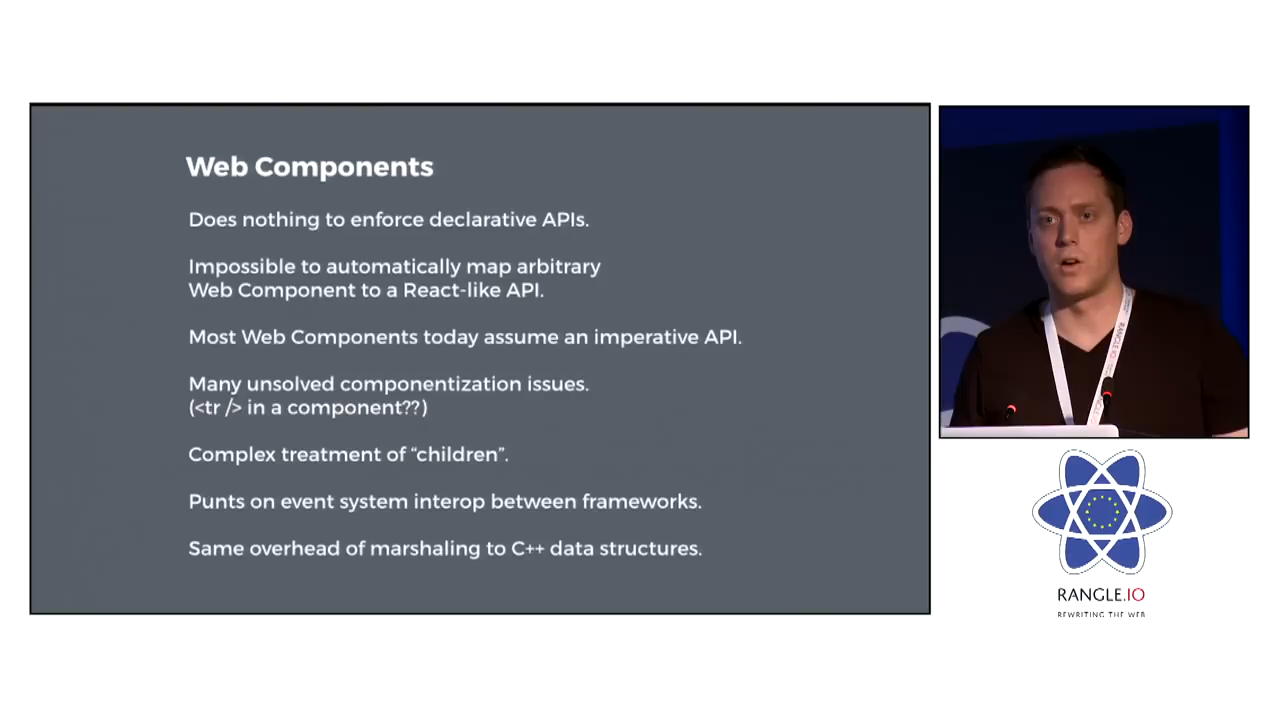 Web Components
Does nothing to enforce declarative APIs.
Impossible to automatically map arbitrary
Web Component to a React-like API.
Most Web Components today assume an imperative API.
Many unsolved componentization issues.
(<tr /> in a component??)
Complex treatment of “children”.
Punts on event system interop between frameworks.
Same overhead of marshaling to C++ data structures.
RANGLE.IO
RANGLE.IO
REWRITING THE WEB